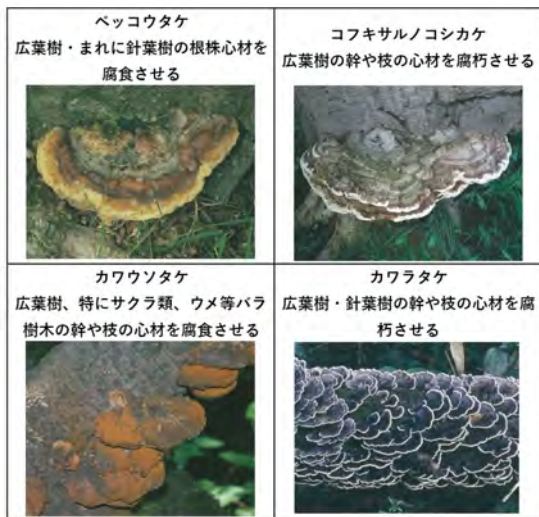 ベッコウタケ
広葉樹・まれに針葉樹の根株心材を
腐食させる
コフキサルノコシカケ
広葉樹の幹や枝の心材を腐朽させる
カワウソタケ
広葉樹、特にサクラ類、ウメ等バラ
樹木の幹や枝の心材を腐食させる
カワラタケ
広葉樹・針葉樹の幹や枝の心材を腐
朽させる